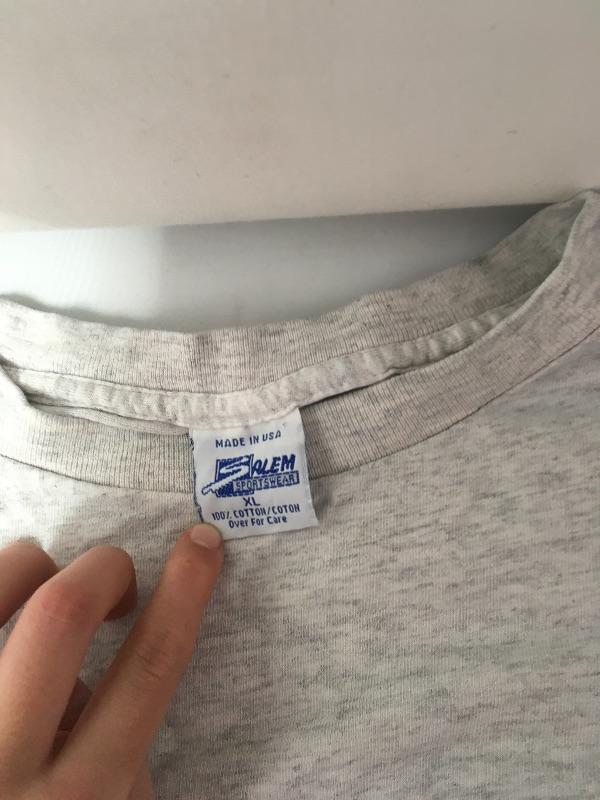 MADE IN USA
SALEM
SPORTSWEAR
XL
100% COTTON/COTON
Over For Care